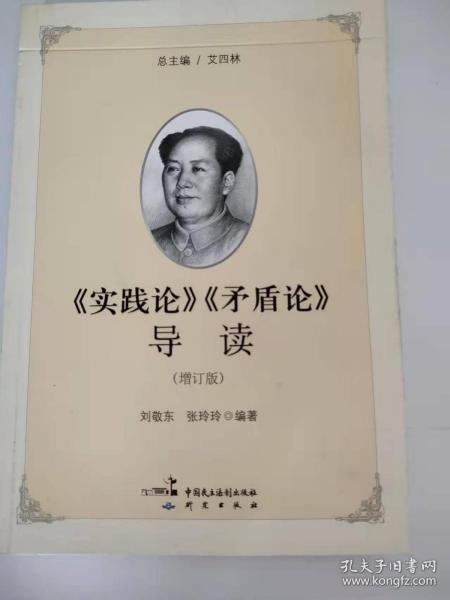 总主编 / 艾四林
《实践论》《矛盾论》
导 读
(增订版)
刘敬东 张玲玲◎编著
中国民主法制出版社
研究出版社
孔夫子旧书网
www.kongfz.com